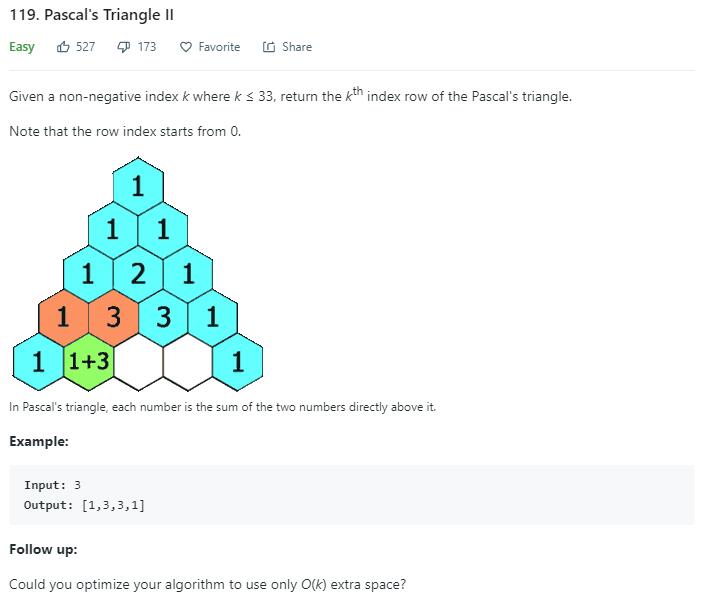 119. Pascal's Triangle II
Easy 527 173 Favorite Share
Given a non-negative index k where k ≤ 33, return the kth index row of the Pascal's triangle.
Note that the row index starts from 0.
1
1 1
1 2 1
1 3 3 1
1 1+3 1
In Pascal's triangle, each number is the sum of the two numbers directly above it.
Example:
Input: 3
Output: [1,3,3,1]
Follow up:
Could you optimize your algorithm to use only O(k) extra space?